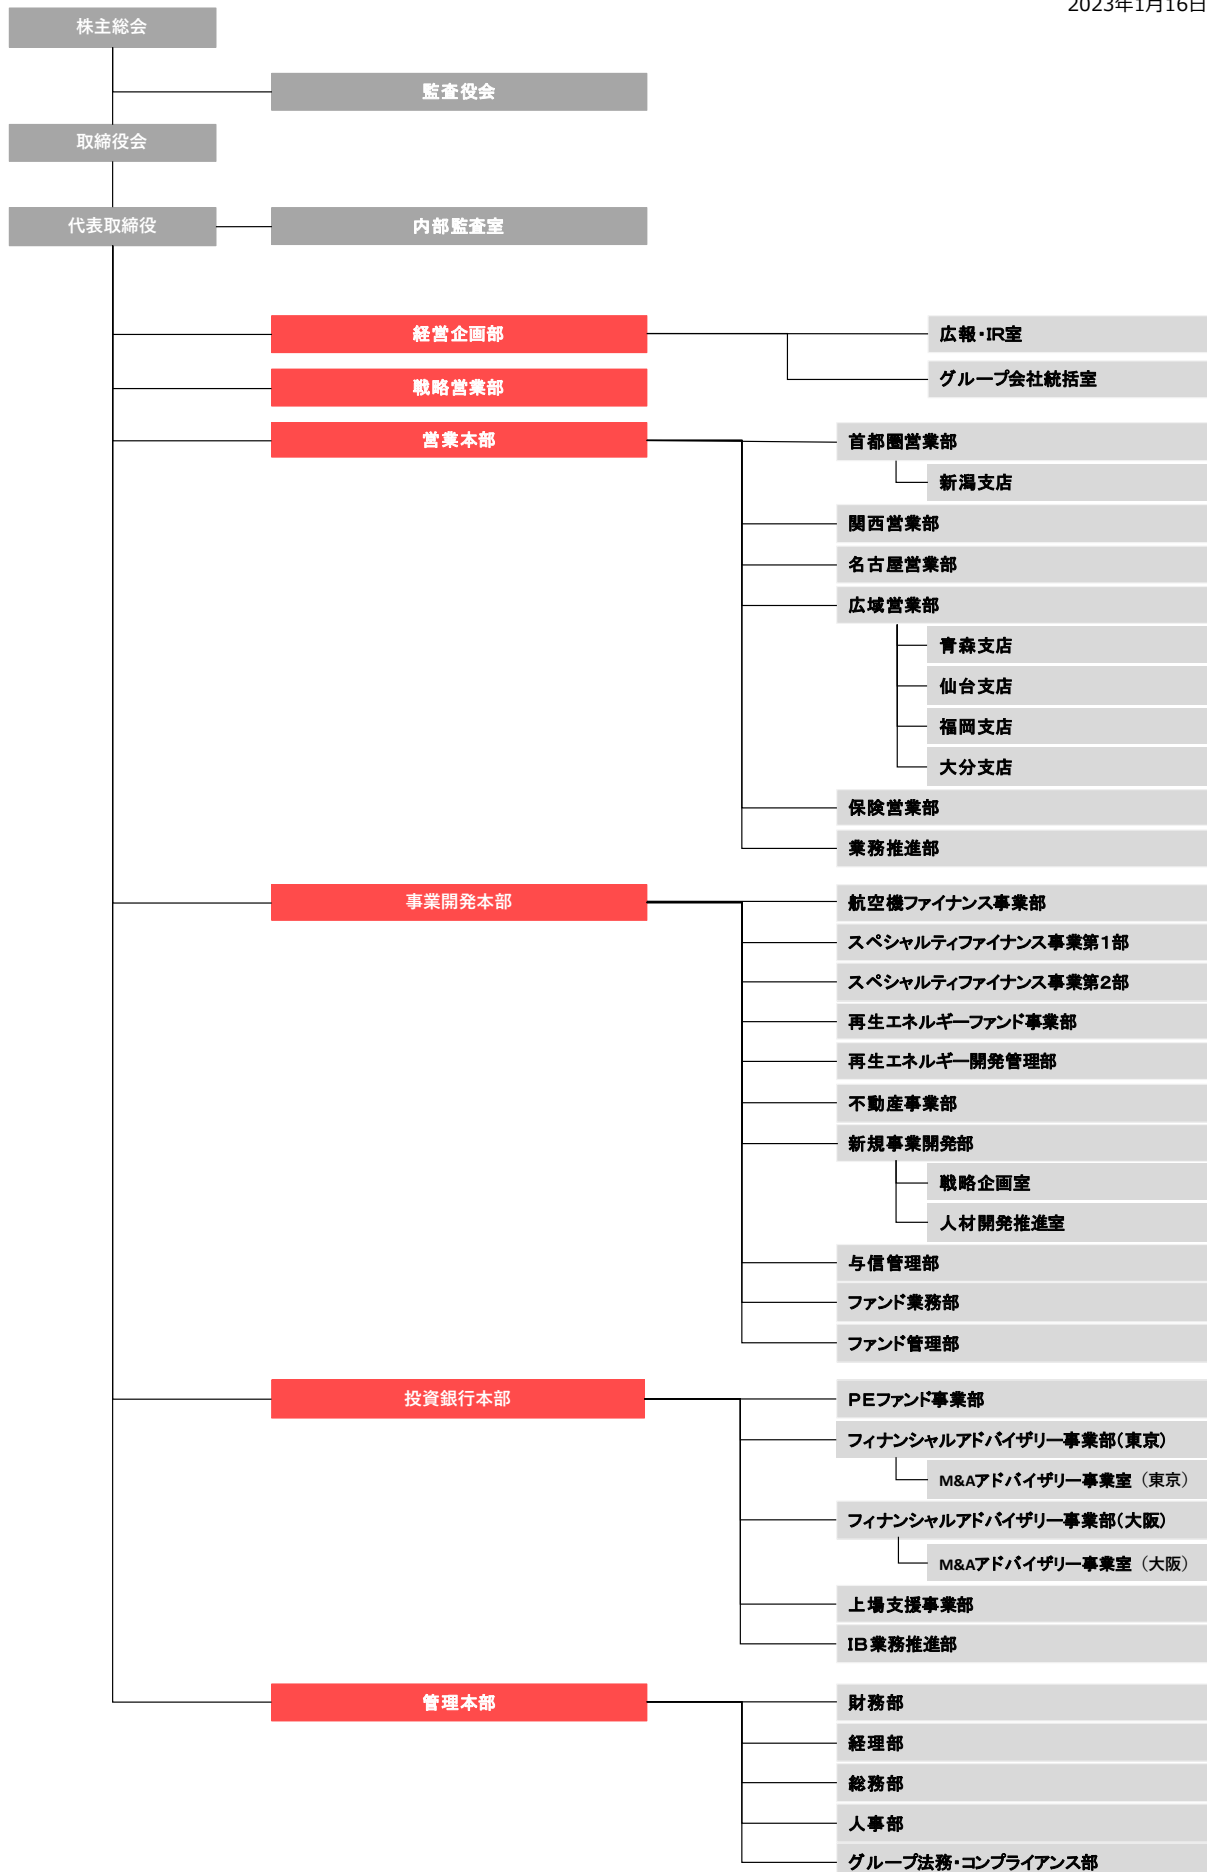 2023年1月16日
株主総会
監査役会
取締役会
代表取締役
内部監査室
経営企画部
広報・IR室
グループ会社統括室
戦略営業部
営業本部
首都圏営業部
新潟支店
関西営業部
名古屋営業部
広域営業部
青森支店
仙台支店
福岡支店
大分支店
保険営業部
業務推進部
事業開発本部
航空機ファイナンス事業部
スペシャルティファイナンス事業第1部
スペシャルティファイナンス事業第2部
再生エネルギーファンド事業部
再生エネルギー開発管理部
不動産事業部
新規事業開発部
戦略企画室
人材開発推進室
与信管理部
ファンド業務部
ファンド管理部
投資銀行本部
PEファンド事業部
フィナンシャルアドバイザリー事業部(東京)
M&Aアドバイザリー事業室（東京）
フィナンシャルアドバイザリー事業部(大阪)
M&Aアドバイザリー事業室（大阪）
上場支援事業部
IB業務推進部
管理本部
財務部
経理部
総務部
人事部
グループ法務・コンプライアンス部